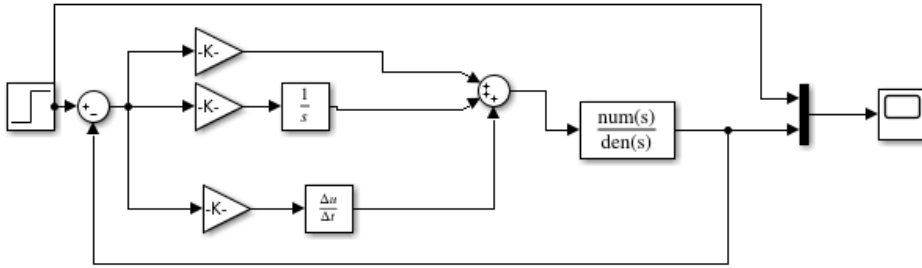 -K-
+
−
-K-
1
s
+
+
+
num(s)
den(s)
-K-
Δu
Δt